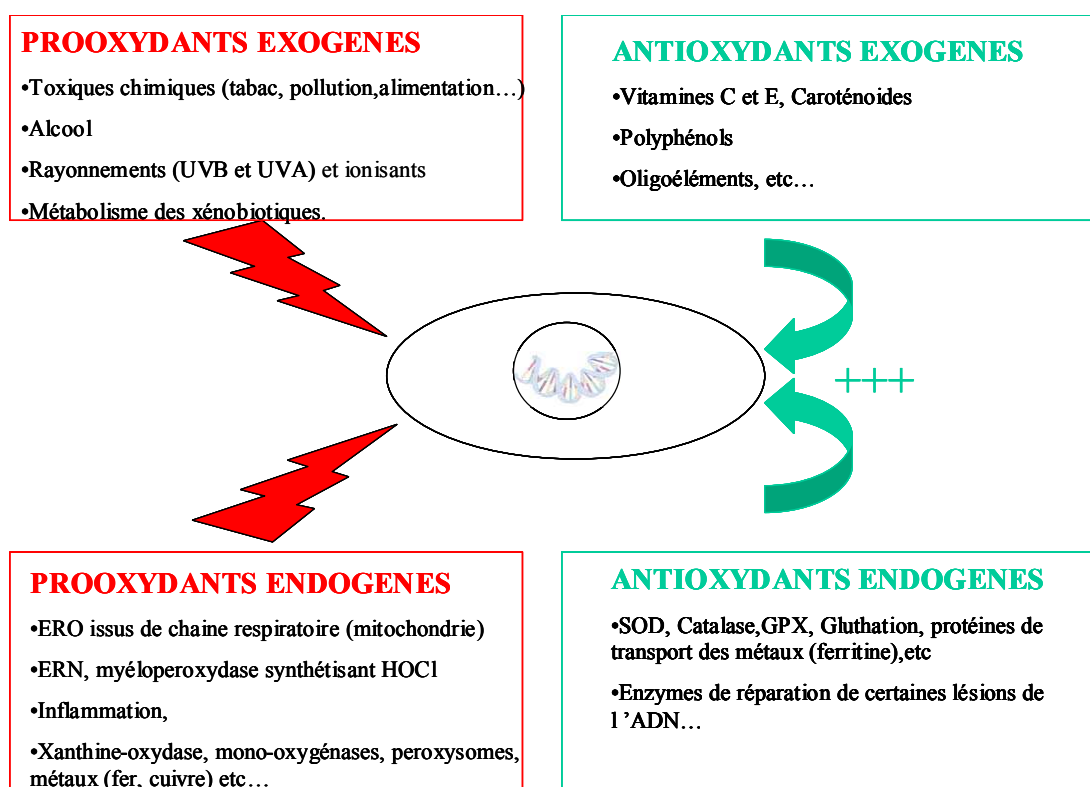 PROOXYDANTS EXOGENES
•Toxiques chimiques (tabac, pollution,alimentation…)
•Alcool
•Rayonnements (UVB et UVA) et ionisants
•Métabolisme des xénobiotiques.
ANTIOXYDANTS EXOGENES
•Vitamines C et E, Caroténoides
•Polyphénols
•Oligoéléments, etc…
+++
PROOXYDANTS ENDOGENES
•ERO issus de chaine respiratoire (mitochondrie)
•ERN, myéloperoxydase synthétisant HOCl
•Inflammation,
•Xanthine-oxydase, mono-oxygénases, peroxysomes,
métaux (fer, cuivre) etc…
ANTIOXYDANTS ENDOGENES
•SOD, Catalase,GPX, Gluthation, protéines de
transport des métaux (ferritine),etc
•Enzymes de réparation de certaines lésions de
l ’ADN…